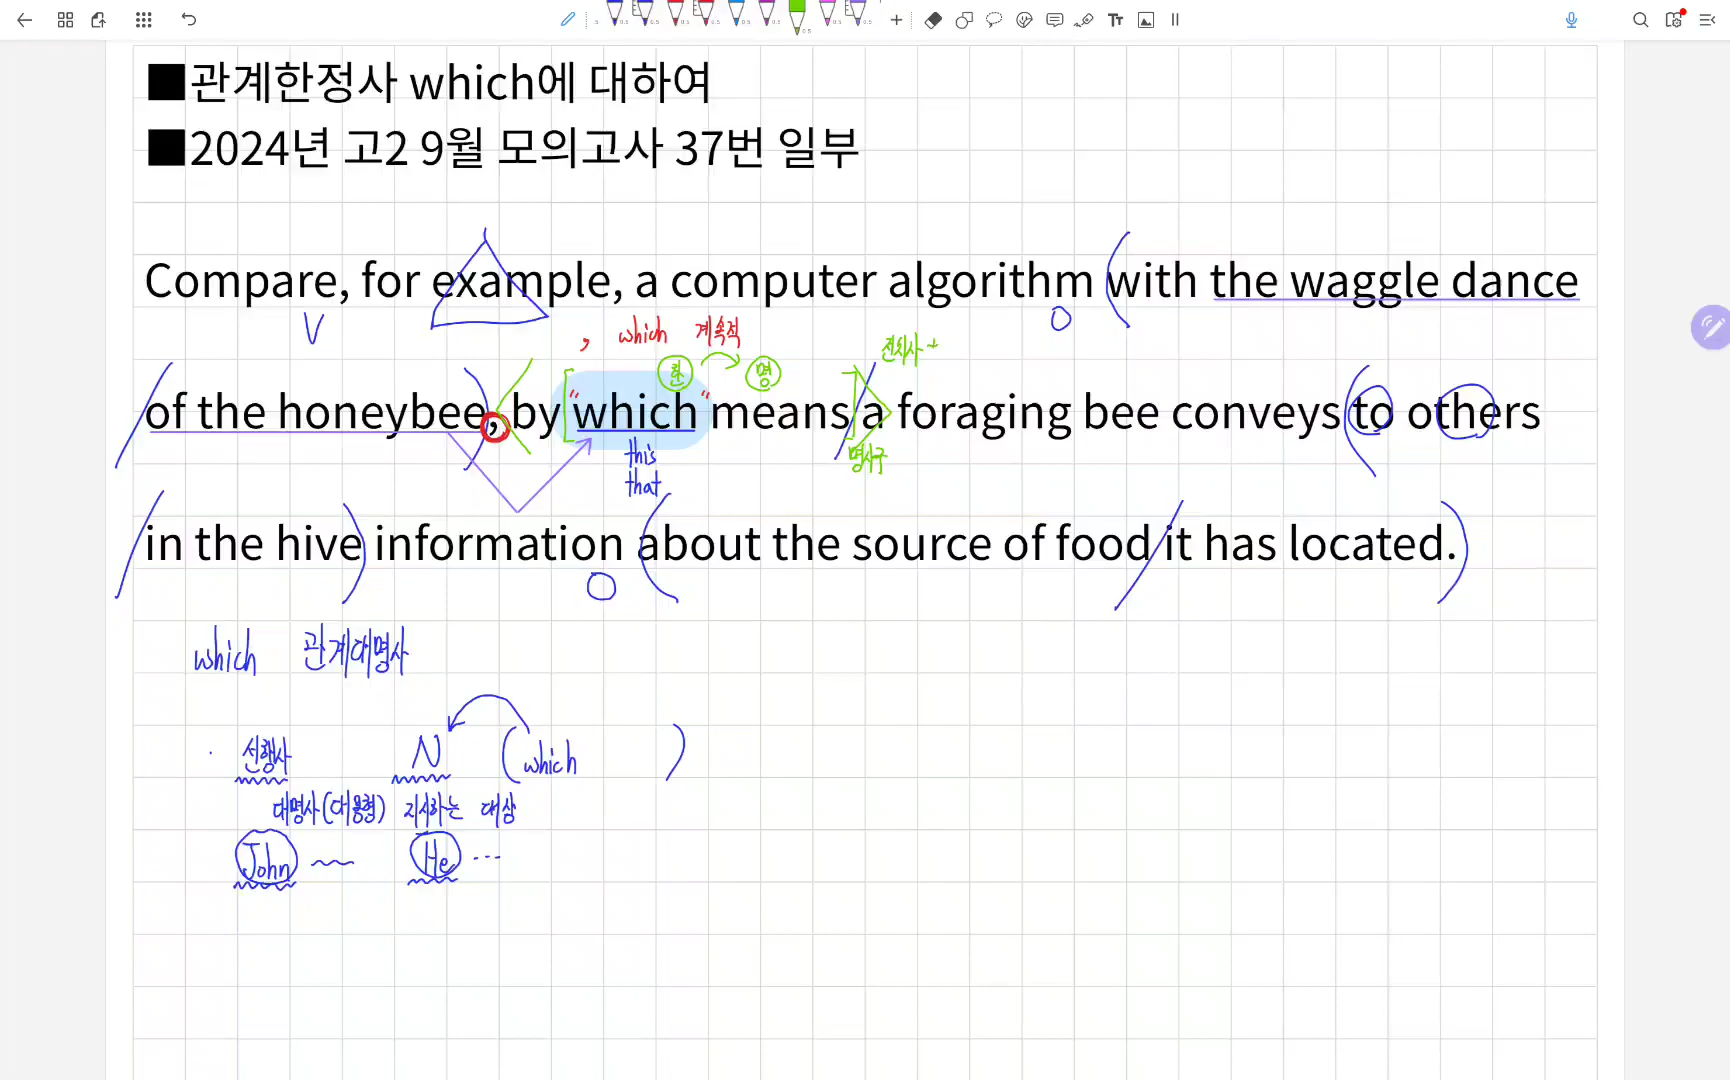 ■관계한정사 which에 대하여
■2024년 고2 9월 모의고사 37번 일부
Compare, for example, a computer algorithm (with the waggle dance
V O
, which 계속적
전치사 +
한 명
of the honeybee), by "which" means a foraging bee conveys (to others
this
that
명사구
in the hive) information (about the source of food it has located.)
O
which 관계대명사
선행사 N (which )
대명사(대용형) 지시하는 대상
John He ...